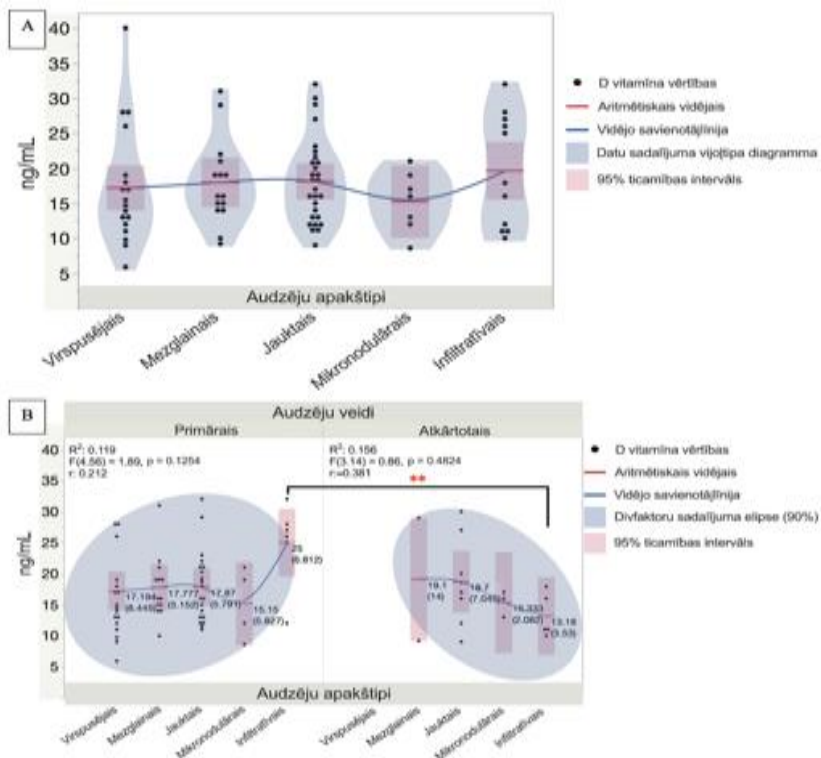 A
40
35
30
25
20
15
10
5
ng/mL
Audzēju apakštipi
Virspusējais
Mezglainais
Jauktais
Mikronodulārais
Infiltratīvais
D vitamīna vērtības
Aritmētiskais vidējais
Vidējo savienotājlīnija
Datu sadalījuma vijoļtipa diagramma
95% ticamības intervāls
B
Audzēju veidi
Primārais
Atkārtotais
R²: 0.119
F(4.56) = 1,89, p = 0.1254
r: 0.212
R²: 0.156
F(3.14) = 0.86, p = 0.4824
r:=0.381
**
40
35
30
25
20
15
10
5
ng/mL
17.194
17.777
(5.152)
17,87
(5.791)
15.15
(5.827)
25
(6.812)
19.1
(14)
18,7
(7.045)
16,333
(2.082)
13.18
(3.53)
Audzēju apakštipi
Virspusējais
Mezglainais
Jauktais
Mikronodulārais
Infiltratīvais
Virspusējais
Mezglainais
Jauktais
Mikronodulārais
Infiltratīvais
D vitamīna vērtības
Aritmētiskais vidējais
Vidējo savienotājlīnija
Divfaktoru sadalījuma elipse (90%)
95% ticamības intervāls